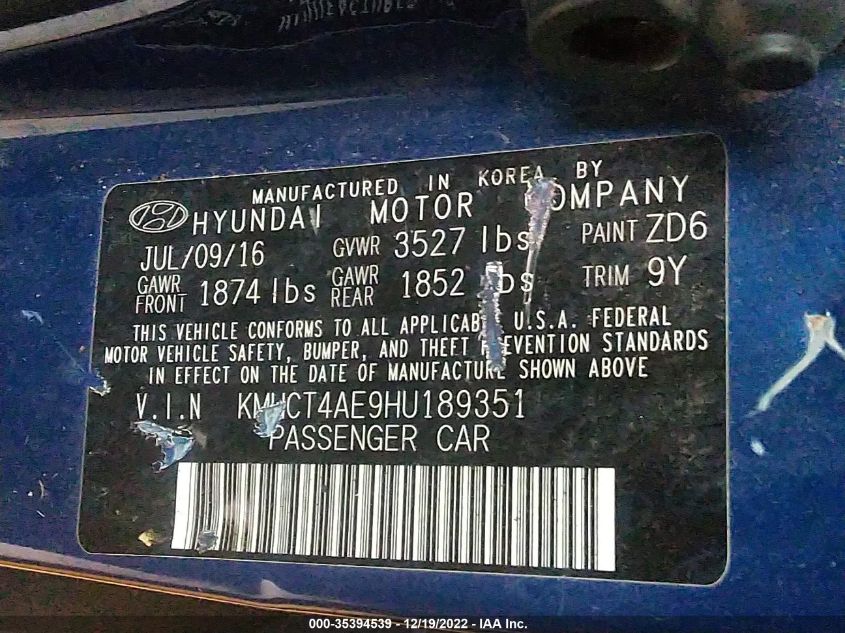 MANUFACTURED IN KOREA BY
HYUNDAI MOTOR COMPANY
JUL/09/16 GVWR 3527 lbs PAINT ZD6
GAWR FRONT 1874 lbs GAWR REAR 1852 lbs TRIM 9Y
THIS VEHICLE CONFORMS TO ALL APPLICABLE U.S.A. FEDERAL
MOTOR VEHICLE SAFETY, BUMPER, AND THEFT PREVENTION STANDARDS
IN EFFECT ON THE DATE OF MANUFACTURE SHOWN ABOVE
V.I.N KMHCT4AE9HU189351
PASSENGER CAR
000-35394539 - 12/19/2022 - IAA Inc.